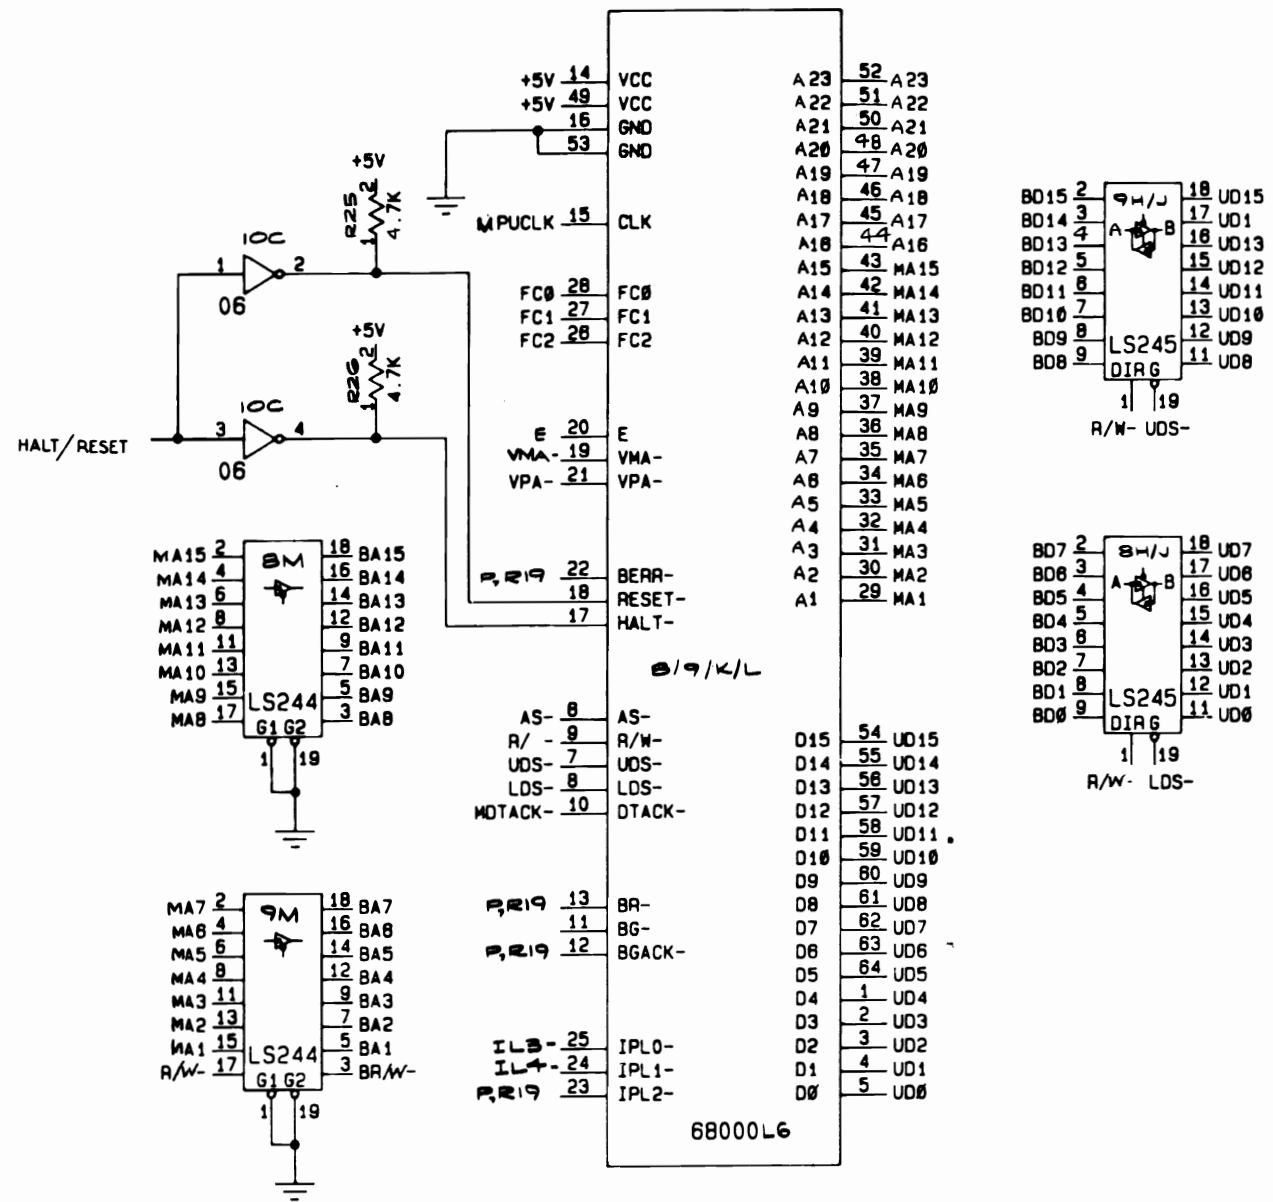 +5V 14 VCC
+5V 49 VCC
16 GND
53 GND
MPUCLK 15 CLK
FC0 28 FC0
FC1 27 FC1
FC2 26 FC2
E 20 E
VMA- 19 VMA-
VPA- 21 VPA-
P,R19 22 BERR-
18 RESET-
17 HALT-
8/9/K/L
AS- 6 AS-
R/ - 9 R/W-
UDS- 7 UDS-
LDS- 8 LDS-
MDTACK- 10 DTACK-
P,R19 13 BR-
11 BG-
P,R19 12 BGACK-
IL3- 25 IPL0-
IL4- 24 IPL1-
P,R19 23 IPL2-
68000L6
A23 52 A23
A22 51 A22
A21 50 A21
A20 48 A20
A19 47 A19
A18 46 A18
A17 45 A17
A16 44 A16
A15 43 MA15
A14 42 MA14
A13 41 MA13
A12 40 MA12
A11 39 MA11
A10 38 MA10
A9 37 MA9
A8 36 MA8
A7 35 MA7
A6 34 MA6
A5 33 MA5
A4 32 MA4
A3 31 MA3
A2 30 MA2
A1 29 MA1
D15 54 UD15
D14 55 UD14
D13 56 UD13
D12 57 UD12
D11 58 UD11
D10 59 UD10
D9 60 UD9
D8 61 UD8
D7 62 UD7
D6 63 UD6
D5 64 UD5
D4 1 UD4
D3 2 UD3
D2 3 UD2
D1 4 UD1
D0 5 UD0
+5V
R25 1 2 4.7K
10C
1 2
06
+5V
R26 1 2 4.7K
10C
HALT/RESET 3 4
06
8M
MA15 2 18 BA15
MA14 4 16 BA14
MA13 6 14 BA13
MA12 8 12 BA12
MA11 11 9 BA11
MA10 13 7 BA10
MA9 15 5 BA9
MA8 17 3 BA8
LS244
G1 G2
1 19
9M
MA7 2 18 BA7
MA6 4 16 BA6
MA5 6 14 BA5
MA4 8 12 BA4
MA3 11 9 BA3
MA2 13 7 BA2
MA1 15 5 BA1
R/W- 17 3 BR/W-
LS244
G1 G2
1 19
9H/J
A B
BD15 2 18 UD15
BD14 3 17 UD1
BD13 4 16 UD13
BD12 5 15 UD12
BD11 6 14 UD11
BD10 7 13 UD10
BD9 8 12 UD9
BD8 9 11 UD8
LS245
DIR G
1 19
R/W- UDS-
8H/J
A B
BD7 2 18 UD7
BD6 3 17 UD6
BD5 4 16 UD5
BD4 5 15 UD4
BD3 6 14 UD3
BD2 7 13 UD2
BD1 8 12 UD1
BD0 9 11 UD0
LS245
DIR G
1 19
R/W- LDS-